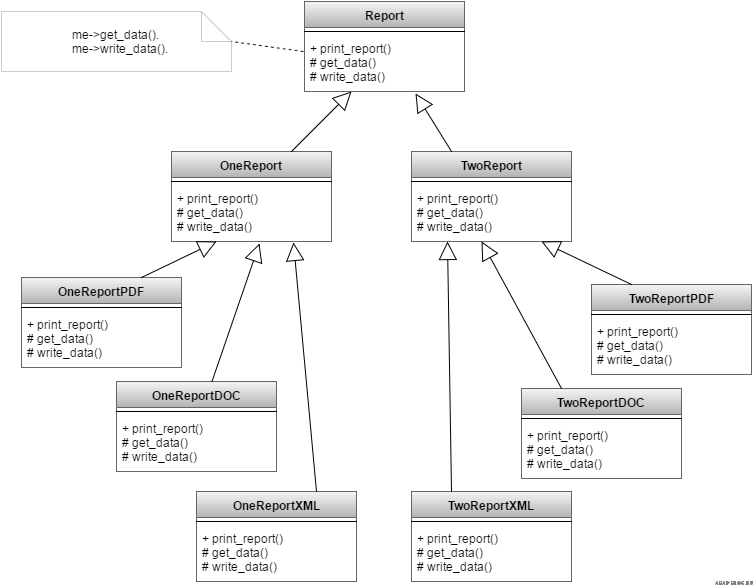 Report
me->get_data().
me->write_data().
+ print_report()
# get_data()
# write_data()
OneReport
+ print_report()
# get_data()
# write_data()
TwoReport
+ print_report()
# get_data()
# write_data()
OneReportPDF
+ print_report()
# get_data()
# write_data()
TwoReportPDF
+ print_report()
# get_data()
# write_data()
OneReportDOC
+ print_report()
# get_data()
# write_data()
TwoReportDOC
+ print_report()
# get_data()
# write_data()
OneReportXML
+ print_report()
# get_data()
# write_data()
TwoReportXML
+ print_report()
# get_data()
# write_data()